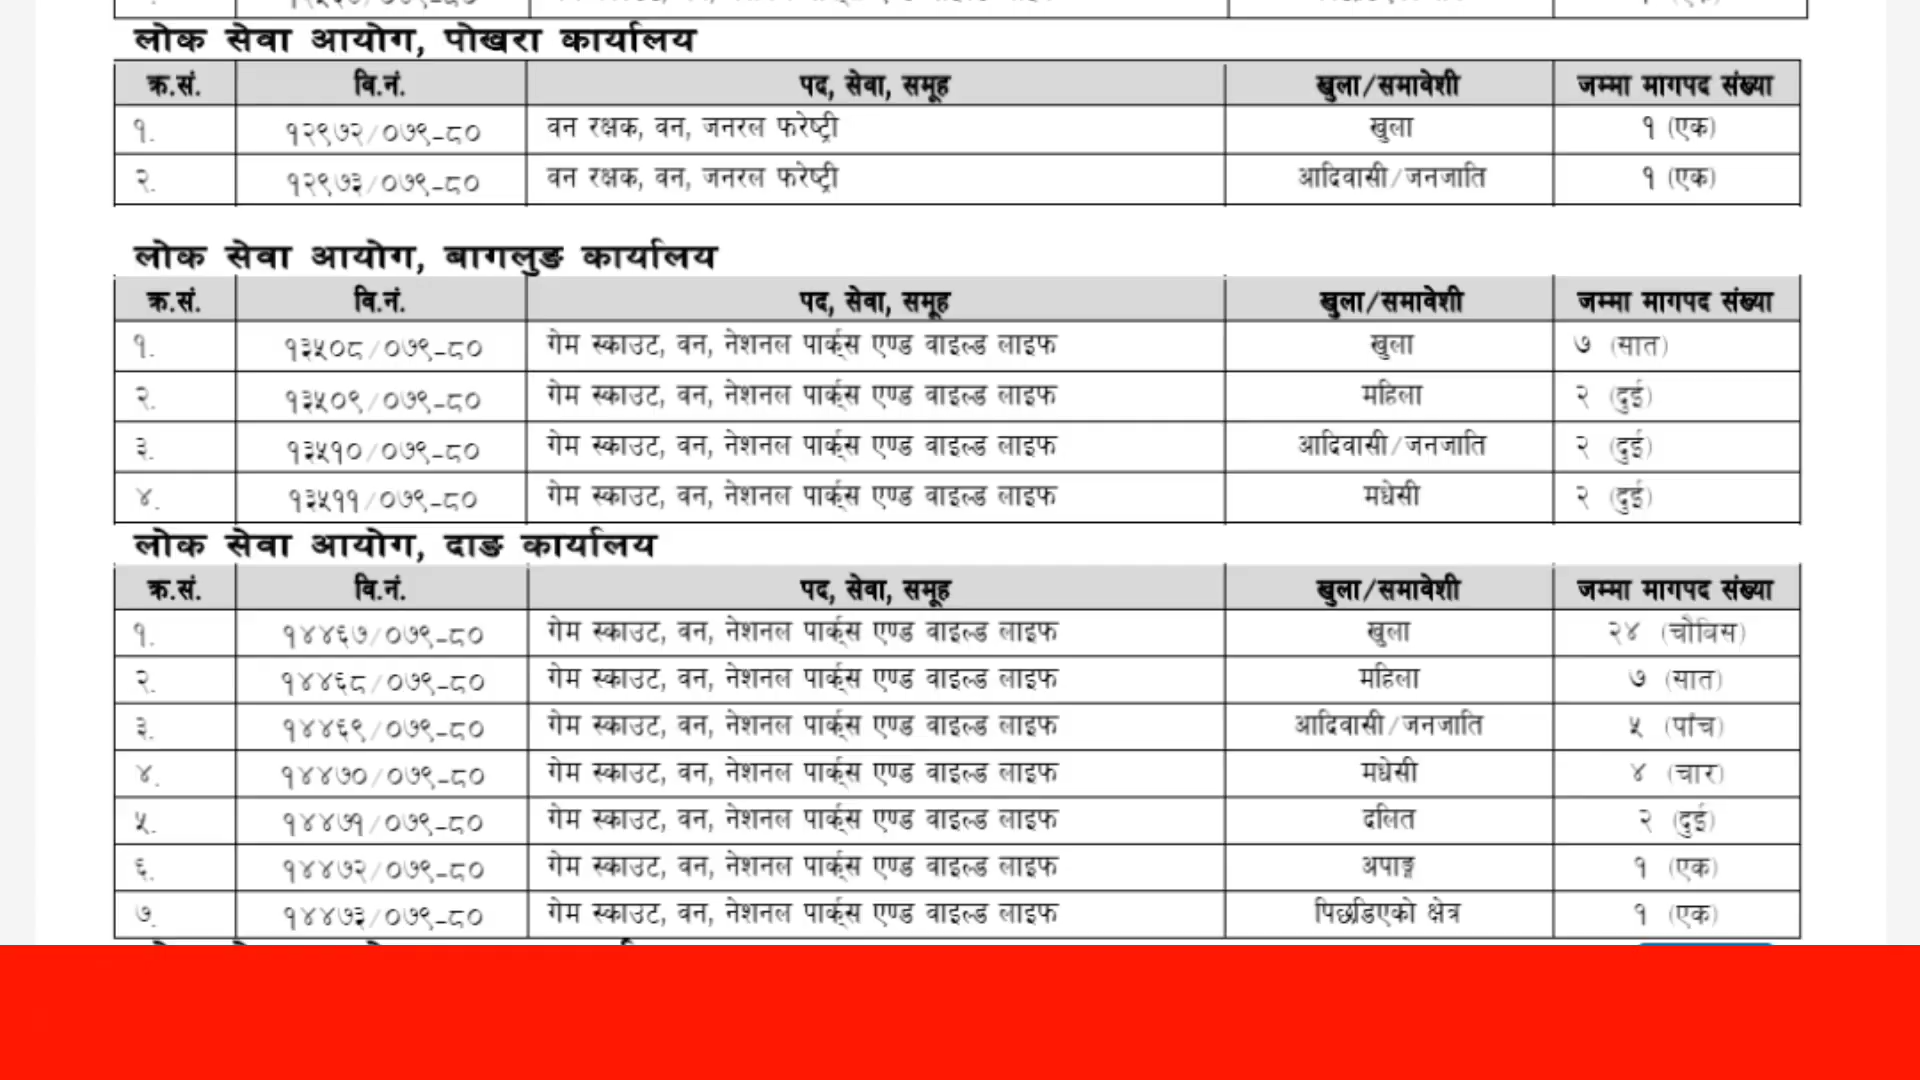 लोक सेवा आयोग, पोखरा कार्यालय
क्र.सं. वि.नं. पद, सेवा, समूह खुला/समावेशी जम्मा मागपद संख्या
१. १२९७२/०७९-८० वन रक्षक, वन, जनरल फरेष्ट्री खुला १ (एक)
२. १२९७३/०७९-८० वन रक्षक, वन, जनरल फरेष्ट्री आदिवासी/जनजाति १ (एक)
लोक सेवा आयोग, बागलुङ कार्यालय
क्र.सं. वि.नं. पद, सेवा, समूह खुला/समावेशी जम्मा मागपद संख्या
१. १३५०८/०७९-८० गेम स्काउट, वन, नेशनल पार्क्स एण्ड वाइल्ड लाइफ खुला ७ (सात)
२. १३५०९/०७९-८० गेम स्काउट, वन, नेशनल पार्क्स एण्ड वाइल्ड लाइफ महिला २ (दुई)
३. १३५१०/०७९-८० गेम स्काउट, वन, नेशनल पार्क्स एण्ड वाइल्ड लाइफ आदिवासी/जनजाति २ (दुई)
४. १३५११/०७९-८० गेम स्काउट, वन, नेशनल पार्क्स एण्ड वाइल्ड लाइफ मधेसी २ (दुई)
लोक सेवा आयोग, दाङ कार्यालय
क्र.सं. वि.नं. पद, सेवा, समूह खुला/समावेशी जम्मा मागपद संख्या
१. १४४६७/०७९-८० गेम स्काउट, वन, नेशनल पार्क्स एण्ड वाइल्ड लाइफ खुला २४ (चौबिस)
२. १४४६८/०७९-८० गेम स्काउट, वन, नेशनल पार्क्स एण्ड वाइल्ड लाइफ महिला ७ (सात)
३. १४४६९/०७९-८० गेम स्काउट, वन, नेशनल पार्क्स एण्ड वाइल्ड लाइफ आदिवासी/जनजाति ५ (पांच)
४. १४४७०/०७९-८० गेम स्काउट, वन, नेशनल पार्क्स एण्ड वाइल्ड लाइफ मधेसी ४ (चार)
५. १४४७१/०७९-८० गेम स्काउट, वन, नेशनल पार्क्स एण्ड वाइल्ड लाइफ दलित २ (दुई)
६. १४४७२/०७९-८० गेम स्काउट, वन, नेशनल पार्क्स एण्ड वाइल्ड लाइफ अपाङ्ग १ (एक)
७. १४४७३/०७९-८० गेम स्काउट, वन, नेशनल पार्क्स एण्ड वाइल्ड लाइफ पिछडिएको क्षेत्र १ (एक)